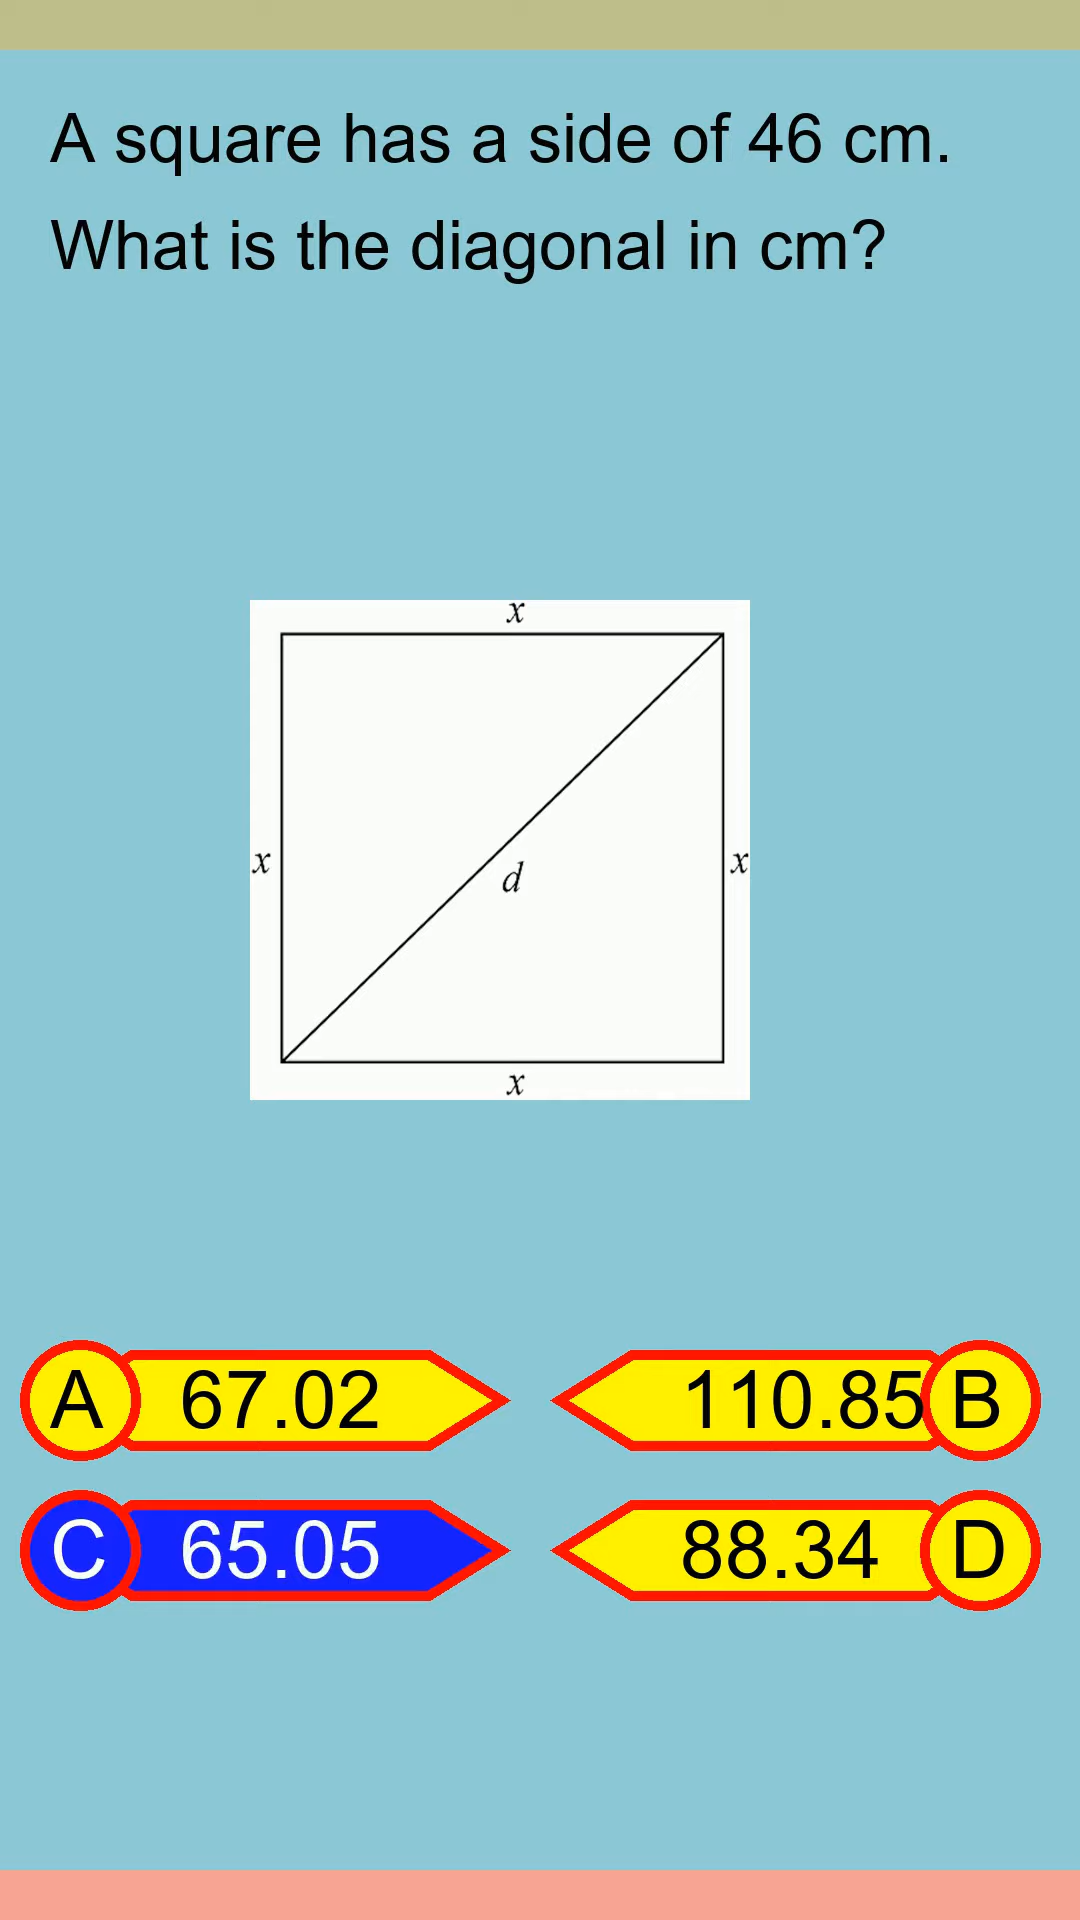 A square has a side of 46 cm.
What is the diagonal in cm?
x
x
d
x
x
A 67.02
110.85 B
C 65.05
88.34 D